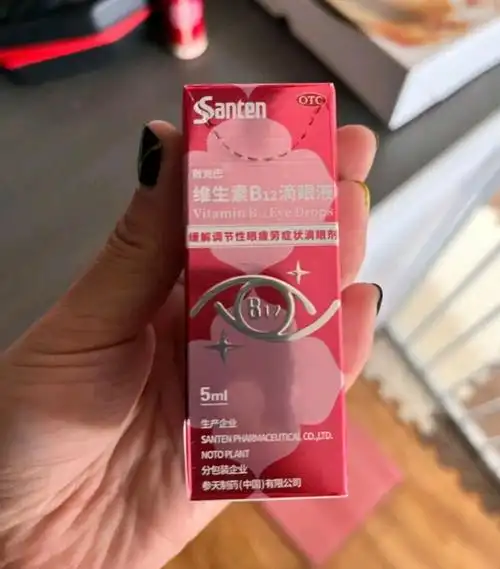 Santen
OTC
维生素B12滴眼液
Vitamin B12 Eye Drops
缓解调节性眼疲劳症状滴眼剂
B12
5ml
生产企业
SANTEN PHARMACEUTICAL CO.,LTD.
NOTO PLANT
分包装企业
参天制药(中国)有限公司